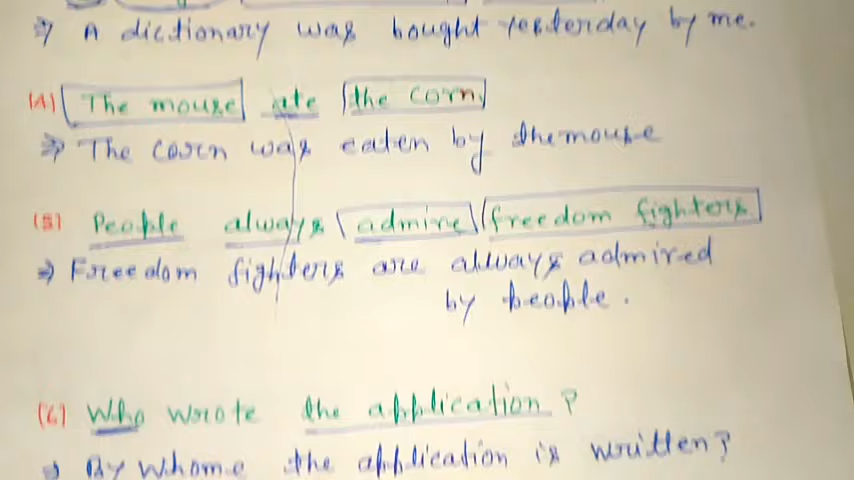 ⇒ A dictionary was bought yesterday by me.
(4) The mouse ate the corn.
⇒ The corn was eaten by the mouse
(5) People always admire freedom fighters
⇒ Freedom fighters are always admired
by people.
(6) Who wrote the application?
⇒ By Whome the application is written?